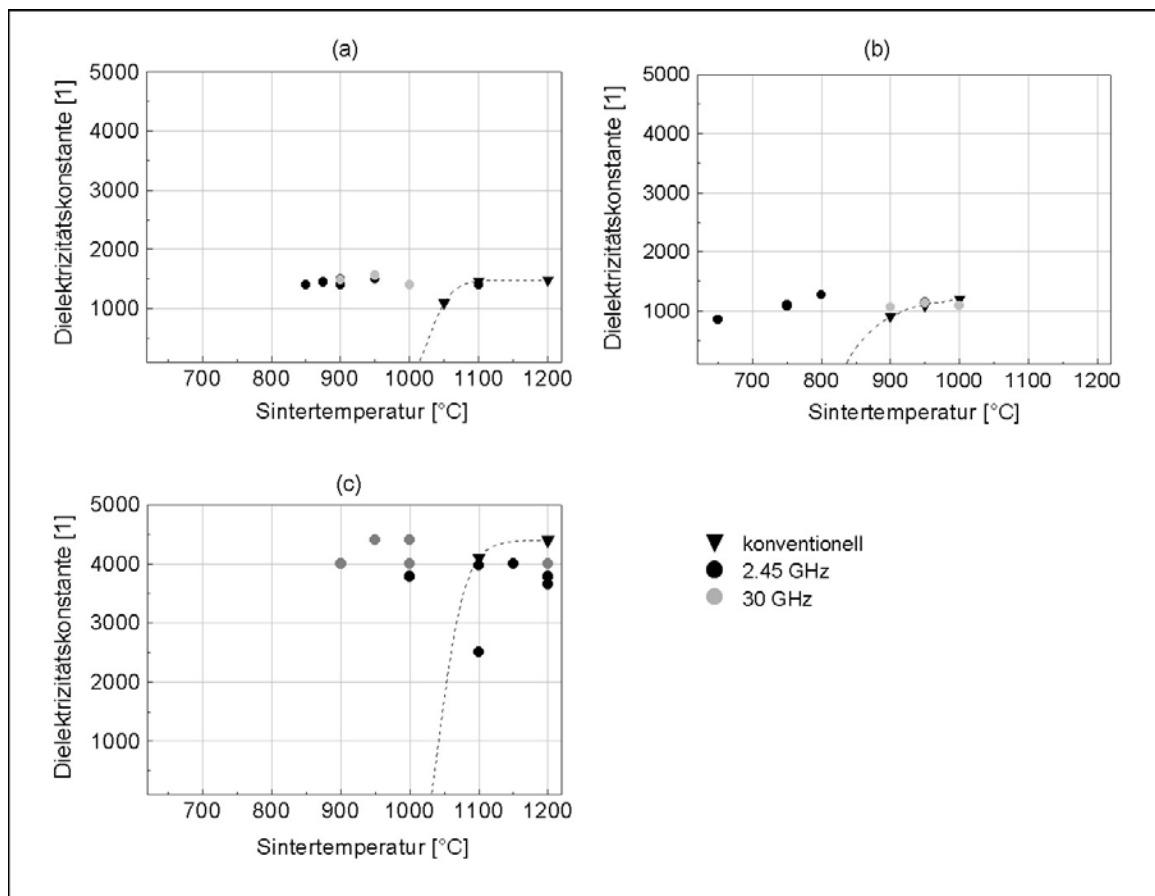 (a)
Dielektrizitätskonstante [1]
5000
4000
3000
2000
1000
700 800 900 1000 1100 1200
Sintertemperatur [°C]
(b)
Dielektrizitätskonstante [1]
5000
4000
3000
2000
1000
700 800 900 1000 1100 1200
Sintertemperatur [°C]
(c)
Dielektrizitätskonstante [1]
5000
4000
3000
2000
1000
700 800 900 1000 1100 1200
Sintertemperatur [°C]
konventionell
2.45 GHz
30 GHz